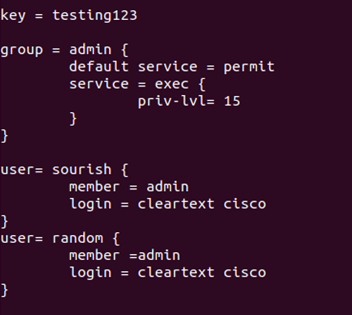 key = testing123
group = admin {
default service = permit
service = exec {
priv-lvl= 15
}
}
user= sourish {
member = admin
login = cleartext cisco
}
user= random {
member =admin
login = cleartext cisco
}